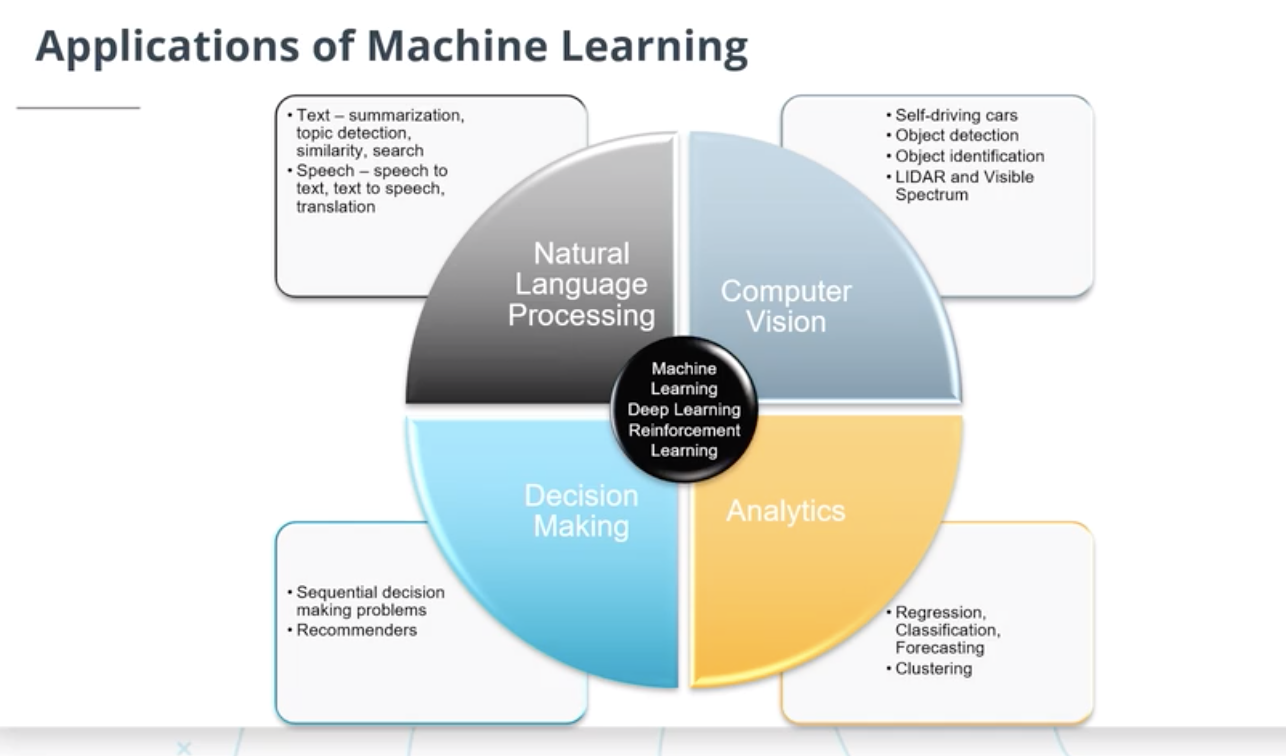 Applications of Machine Learning
• Text – summarization,
topic detection,
similarity, search
• Speech – speech to
text, text to speech,
translation
• Self-driving cars
• Object detection
• Object identification
• LIDAR and Visible
Spectrum
Natural
Language
Processing
Computer
Vision
Machine
Learning
Deep Learning
Reinforcement
Learning
Decision
Making
Analytics
• Sequential decision
making problems
• Recommenders
• Regression,
Classification,
Forecasting
• Clustering